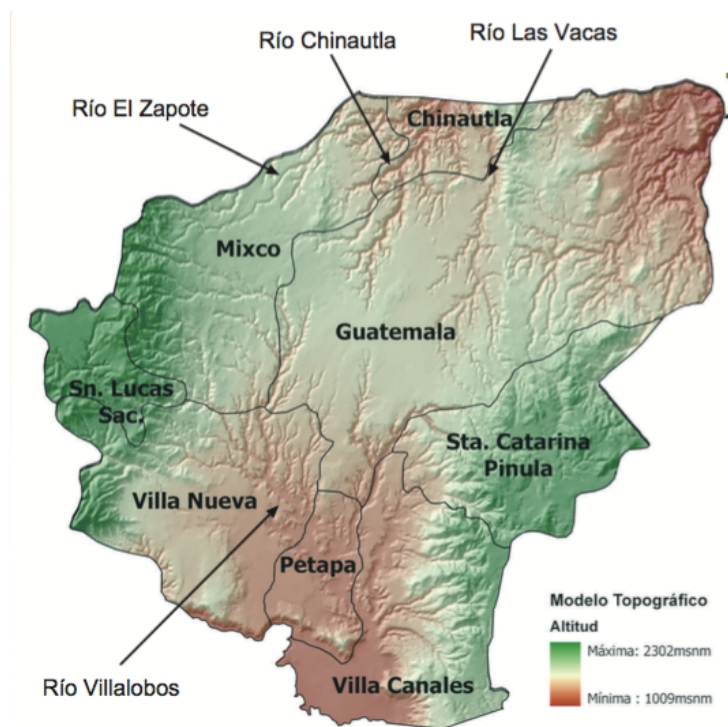 Río Chinautla
Río Las Vacas
Río El Zapote
Chinautla
Mixco
Guatemala
Sn. Lucas
Sac.
Sta. Catarina
Pinula
Villa Nueva
Petapa
Modelo Topográfico
Altitud
Máxima: 2302msnm
Río Villalobos
Villa Canales
Mínima : 1009msnm